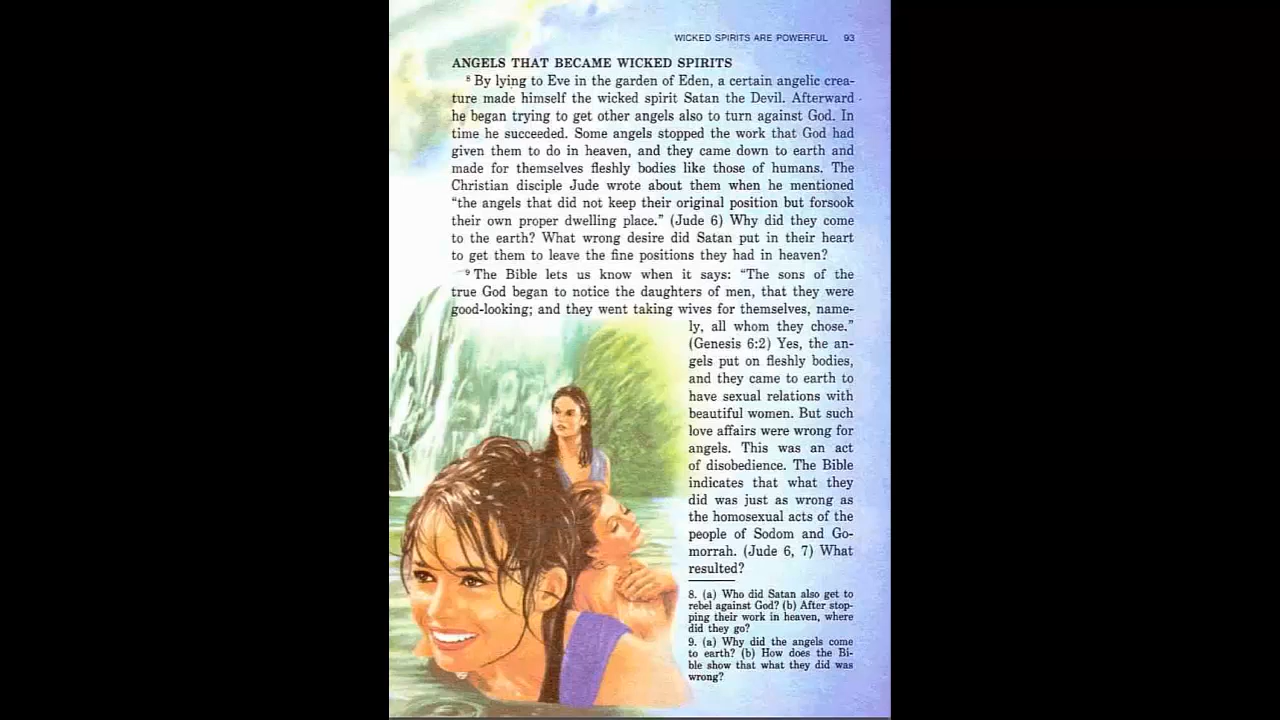 WICKED SPIRITS ARE POWERFUL 93
ANGELS THAT BECAME WICKED SPIRITS
⁸ By lying to Eve in the garden of Eden, a certain angelic crea-
ture made himself the wicked spirit Satan the Devil. Afterward
he began trying to get other angels also to turn against God. In
time he succeeded. Some angels stopped the work that God had
given them to do in heaven, and they came down to earth and
made for themselves fleshly bodies like those of humans. The
Christian disciple Jude wrote about them when he mentioned
“the angels that did not keep their original position but forsook
their own proper dwelling place.” (Jude 6) Why did they come
to the earth? What wrong desire did Satan put in their heart
to get them to leave the fine positions they had in heaven?
⁹ The Bible lets us know when it says: “The sons of the
true God began to notice the daughters of men, that they were
good-looking; and they went taking wives for themselves, name-
ly, all whom they chose.”
(Genesis 6:2) Yes, the an-
gels put on fleshly bodies,
and they came to earth to
have sexual relations with
beautiful women. But such
love affairs were wrong for
angels. This was an act
of disobedience. The Bible
indicates that what they
did was just as wrong as
the homosexual acts of the
people of Sodom and Go-
morrah. (Jude 6, 7) What
resulted?
8. (a) Who did Satan also get to
rebel against God? (b) After stop-
ping their work in heaven, where
did they go?
9. (a) Why did the angels come
to earth? (b) How does the Bi-
ble show that what they did was
wrong?